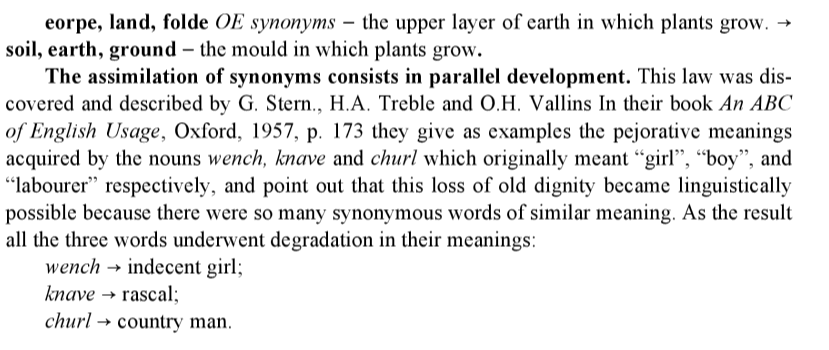 eorpe, land, folde OE synonyms – the upper layer of earth in which plants grow. →
soil, earth, ground – the mould in which plants grow.
The assimilation of synonyms consists in parallel development. This law was dis-
covered and described by G. Stern., H.A. Treble and O.H. Vallins In their book An ABC
of English Usage, Oxford, 1957, p. 173 they give as examples the pejorative meanings
acquired by the nouns wench, knave and churl which originally meant “girl”, “boy”, and
“labourer” respectively, and point out that this loss of old dignity became linguistically
possible because there were so many synonymous words of similar meaning. As the result
all the three words underwent degradation in their meanings:
wench → indecent girl;
knave → rascal;
churl → country man.